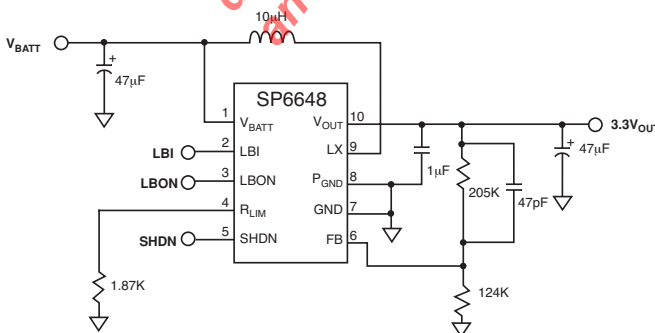 10μH
V_BATT
47μF
SP6648
1
V_BATT
V_OUT
10
3.3V_OUT
LBI
2
LBI
LX
9
1μF
47μF
LBON
3
LBON
P_GND
8
205K
47pF
4
R_LIM
GND
7
SHDN
5
SHDN
FB
6
1.87K
124K